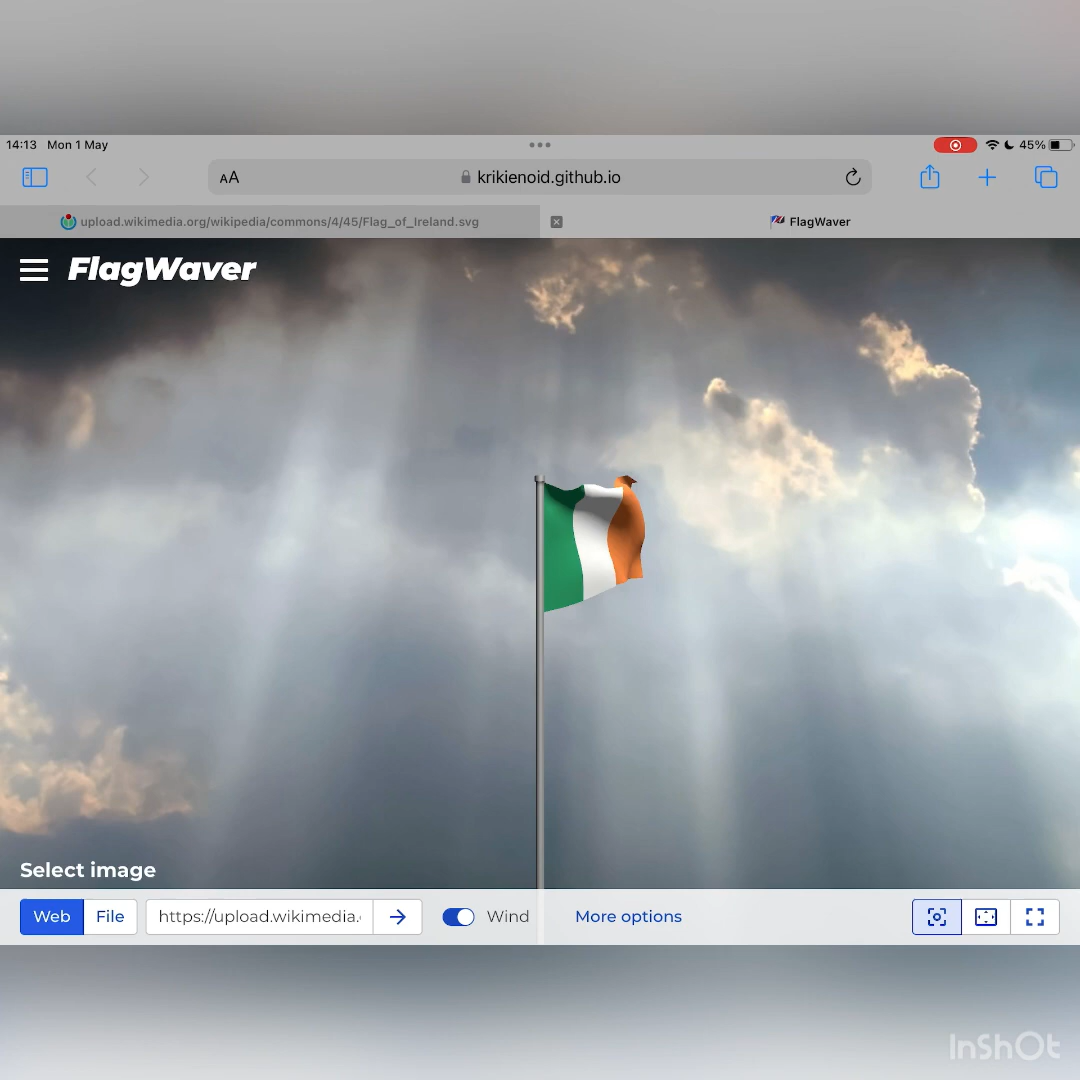 14:13 Mon 1 May
45%
AA
krikienoid.github.io
upload.wikimedia.org/wikipedia/commons/4/45/Flag_of_Ireland.svg
FlagWaver
FlagWaver
Select image
Web
File
https://upload.wikimedia.
Wind
More options
InShOt